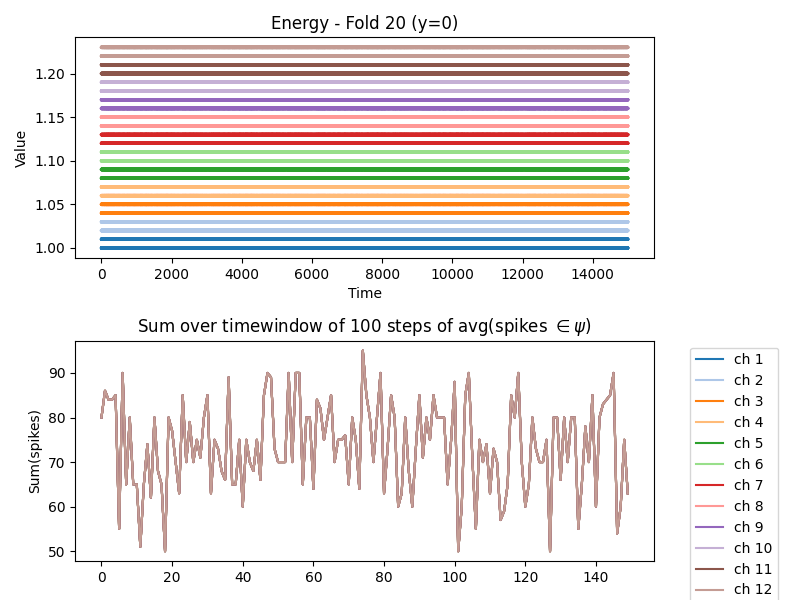 Energy - Fold 20 (y=0)
Value
1.20
1.15
1.10
1.05
1.00
0 2000 4000 6000 8000 10000 12000 14000
Time
Sum over timewindow of 100 steps of avg(spikes ∈ ψ)
Sum(spikes)
90
80
70
60
50
0 20 40 60 80 100 120 140
ch 1
ch 2
ch 3
ch 4
ch 5
ch 6
ch 7
ch 8
ch 9
ch 10
ch 11
ch 12